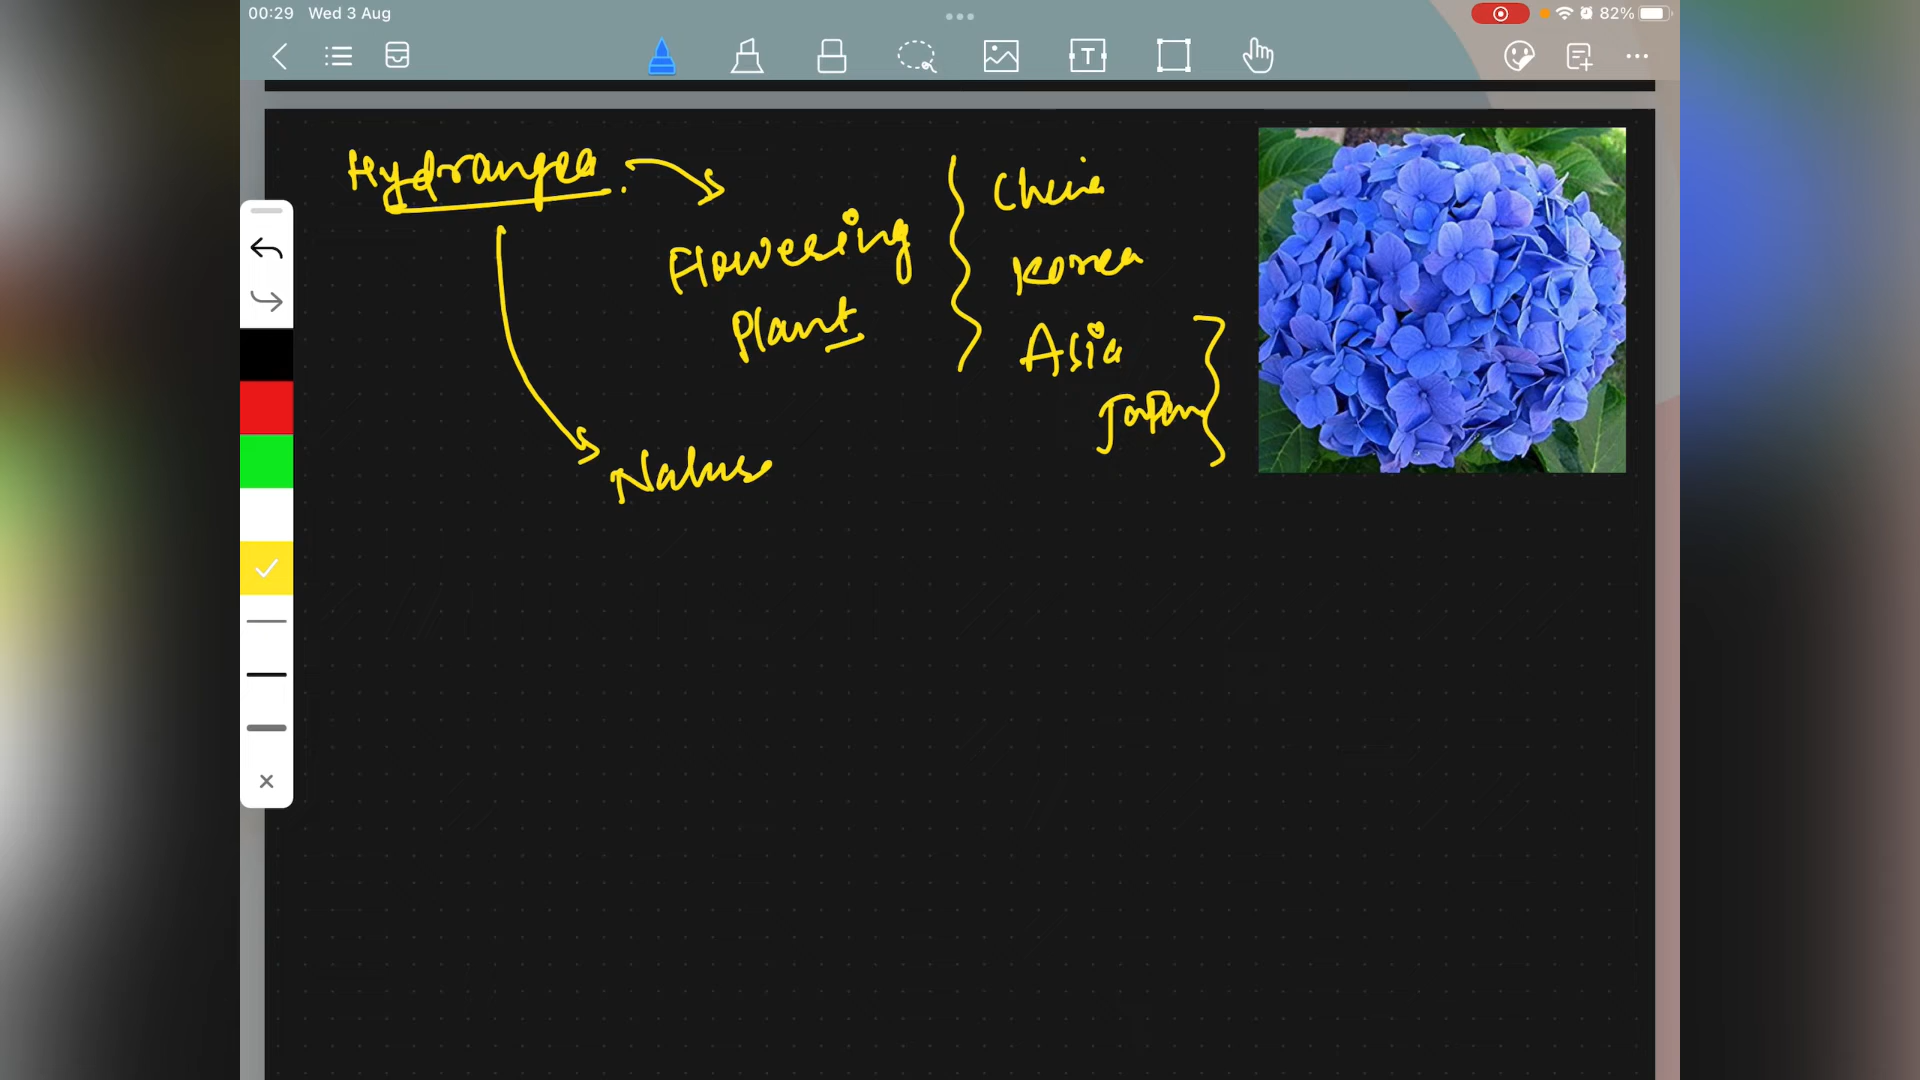 00:29 Wed 3 Aug
82%
T
Hydrangea
Flowering
Plant
China
Korea
Asia
Japan
Nature